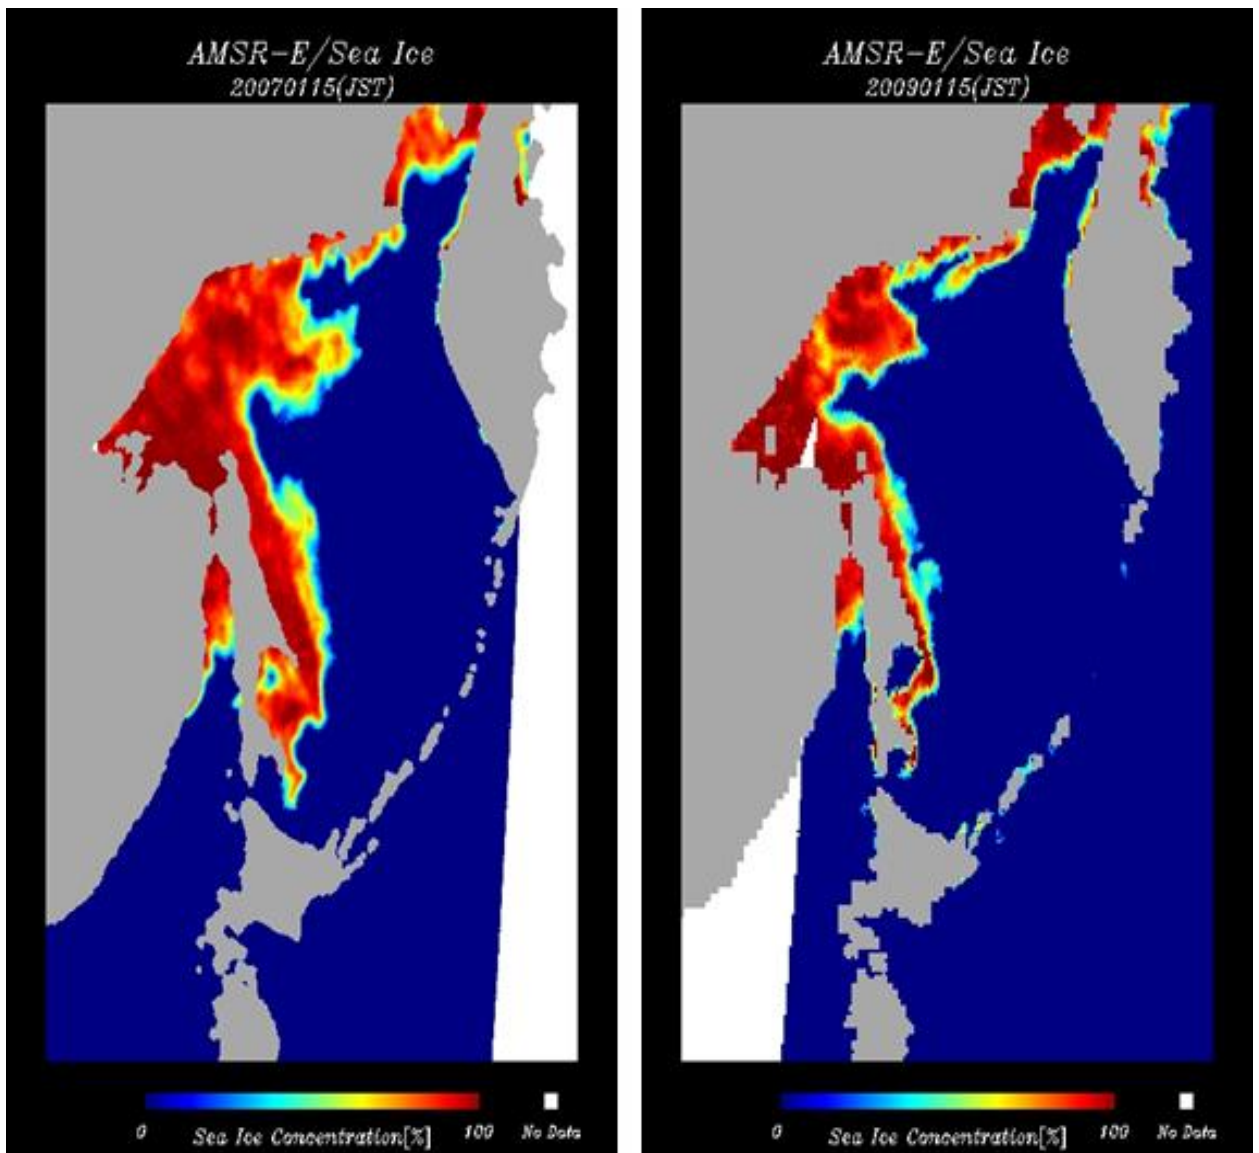 AMSR-E/Sea Ice
20070115(JST)
0 Sea Ice Concentration[%] 100 No Data
AMSR-E/Sea Ice
20090115(JST)
0 Sea Ice Concentration[%] 100 No Data